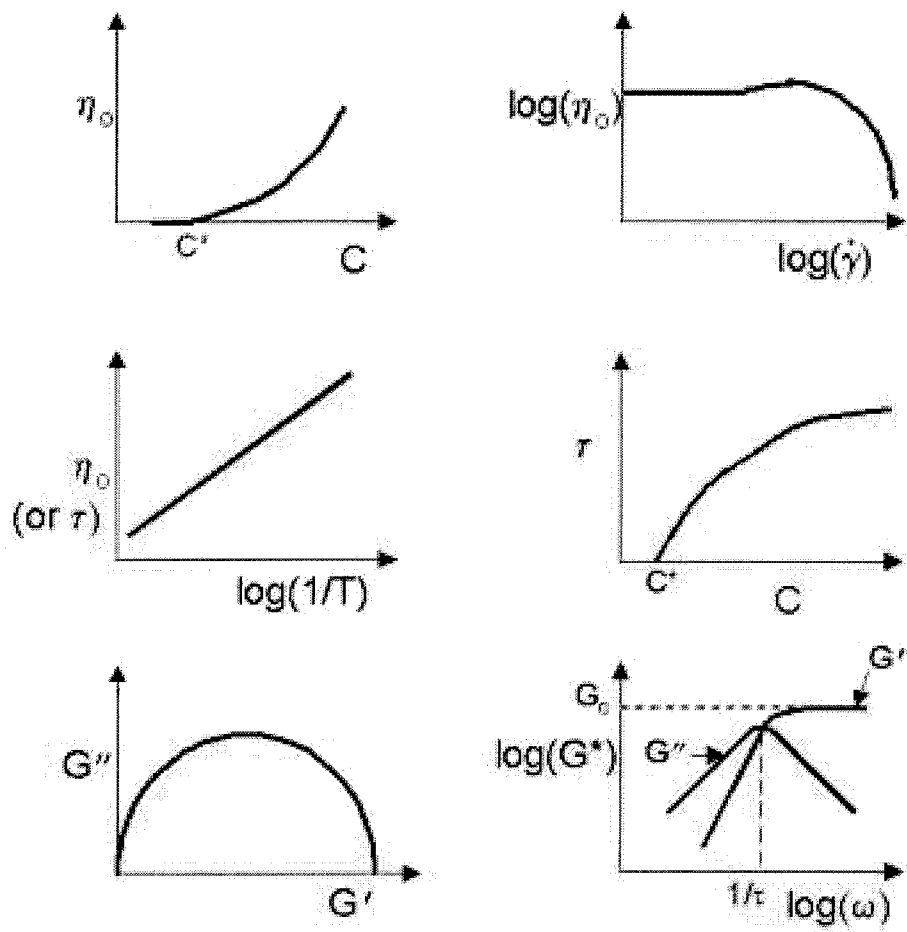 η₀
C*
C
log(η₀)
log(γ̇)
η₀
(or τ)
log(1/T)
τ
C*
C
G″
G′
G′
G₀
log(G*)
G″
1/τ
log(ω)